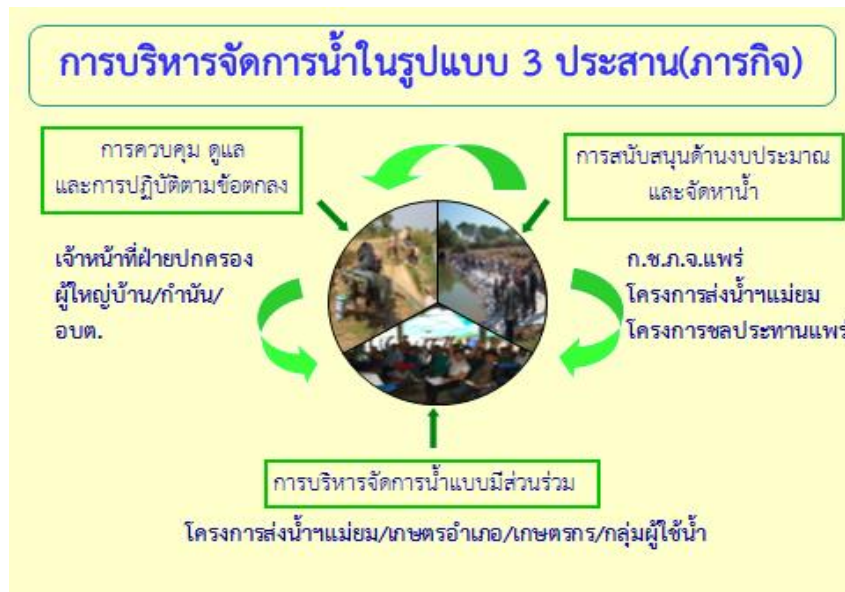 การบริหารจัดการน้ำในรูปแบบ 3 ประสาน(ภารกิจ)
การควบคุม ดูแล
และการปฏิบัติตามข้อตกลง
เจ้าหน้าที่ฝ่ายปกครอง
ผู้ใหญ่บ้าน/กำนัน/
อบต.
การสนับสนุนด้านงบประมาณ
และจัดหาน้ำ
ก.ช.ภ.จ.แพร่
โครงการส่งน้ำฯแม่ยม
โครงการชลประทานแพร่
การบริหารจัดการน้ำแบบมีส่วนร่วม
โครงการส่งน้ำฯแม่ยม/เกษตรอำเภอ/เกษตรกร/กลุ่มผู้ใช้น้ำ